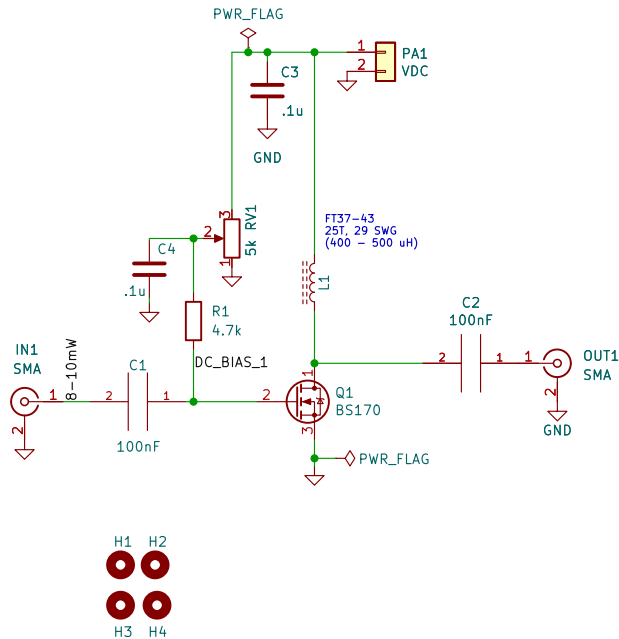 PWR_FLAG
1
PA1
2
VDC
C3
.1u
GND
3
RV1
5k
2
1
C4
.1u
FT37-43
25T, 29 SWG
(400 - 500 uH)
L1
R1
4.7k
DC_BIAS_1
IN1
SMA
1
2
8-10mW
C1
2
1
100nF
2
1
Q1
BS170
3
PWR_FLAG
C2
100nF
2
1
1
OUT1
SMA
2
GND
H1 H2
H3 H4